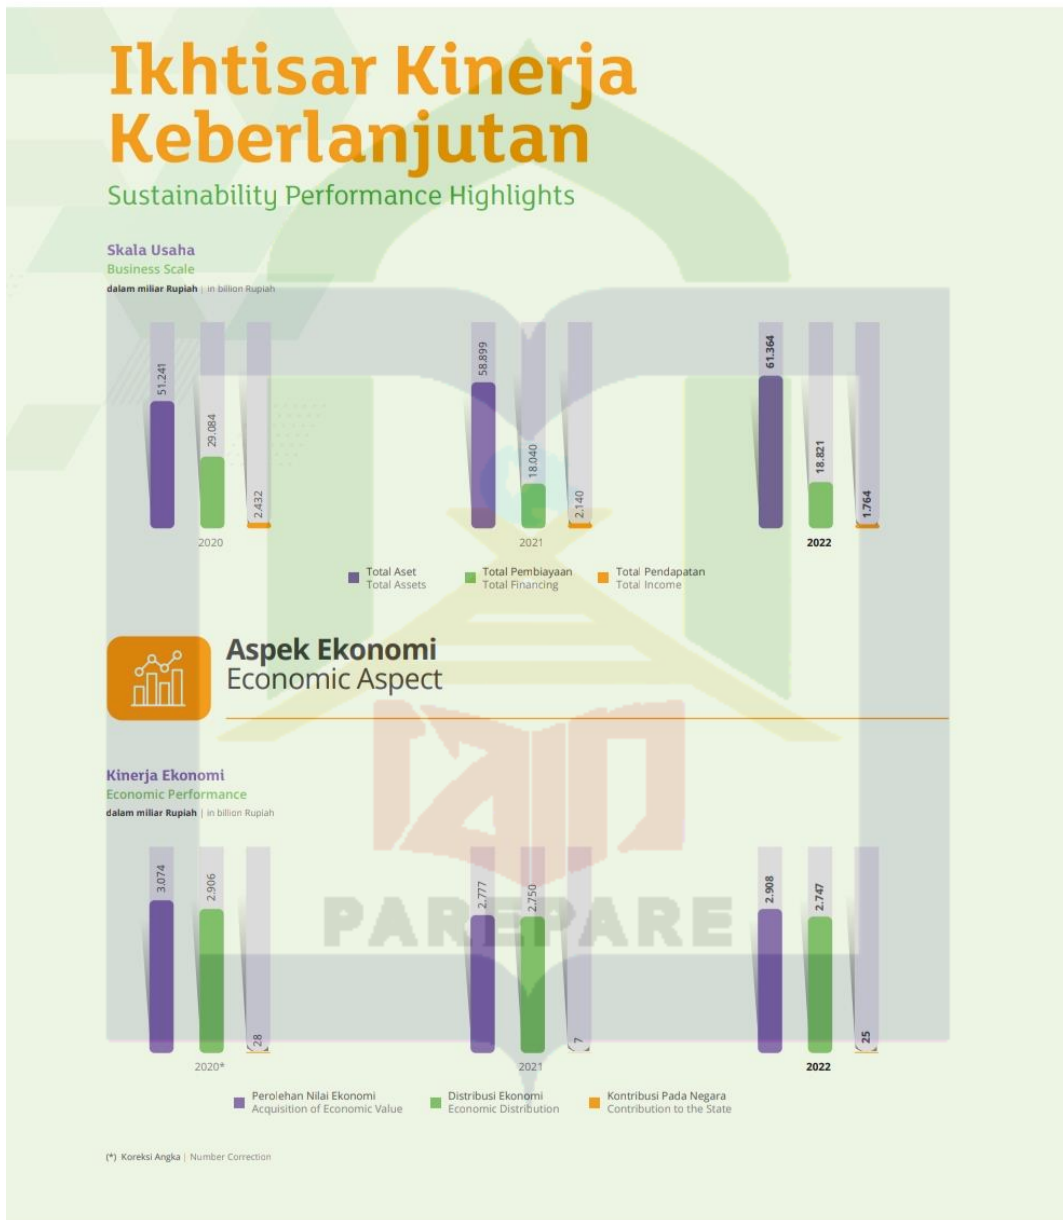 Ikhtisar Kinerja
Keberlanjutan
Sustainability Performance Highlights
Skala Usaha
Business Scale
dalam miliar Rupiah | in billion Rupiah
51.241
29.084
2.432
58.899
18.040
2.140
61.364
18.821
1.764
2020
2021
2022
Total Aset
Total Assets
Total Pembiayaan
Total Financing
Total Pendapatan
Total Income
Aspek Ekonomi
Economic Aspect
Kinerja Ekonomi
Economic Performance
dalam miliar Rupiah | in billion Rupiah
3.074
2.906
28
2.777
2.750
7
2.908
2.747
25
PAREPARE
2020*
2021
2022
Perolehan Nilai Ekonomi
Acquisition of Economic Value
Distribusi Ekonomi
Economic Distribution
Kontribusi Pada Negara
Contribution to the State
(*) Koreksi Angka | Number Correction